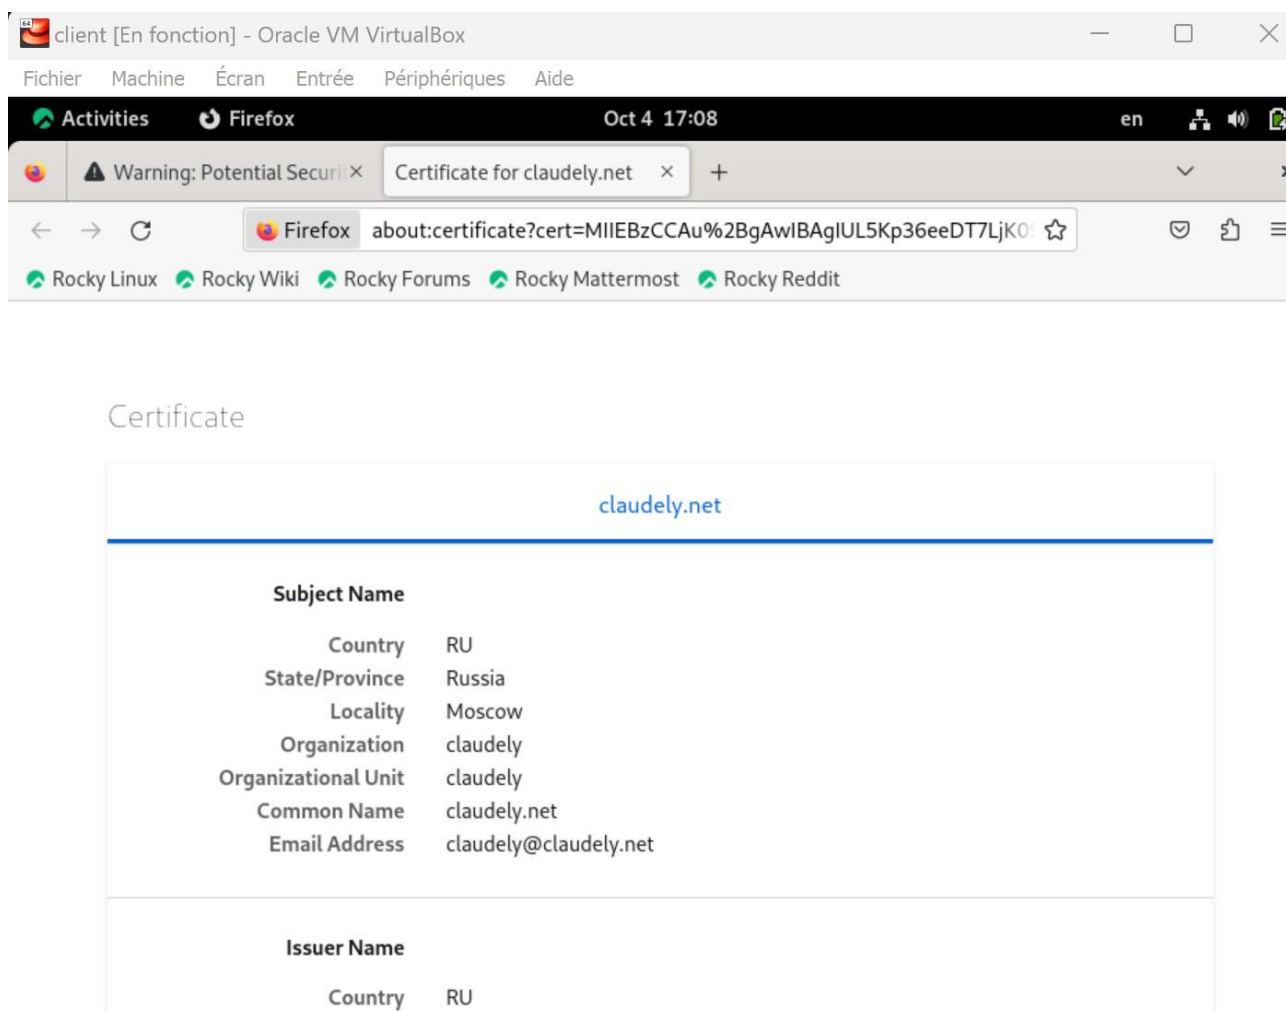 client [En fonction] - Oracle VM VirtualBox
Fichier Machine Écran Entrée Périphériques Aide
Activities Firefox Oct 4 17:08 en
Warning: Potential Securi Certificate for claudely.net
Firefox about:certificate?cert=MIIEBzCCAu%2BgAwIBAgIUL5Kp36eeDT7LjK0
Rocky Linux Rocky Wiki Rocky Forums Rocky Mattermost Rocky Reddit
Certificate
claudely.net
Subject Name
Country RU
State/Province Russia
Locality Moscow
Organization claudely
Organizational Unit claudely
Common Name claudely.net
Email Address claudely@claudely.net
Issuer Name
Country RU